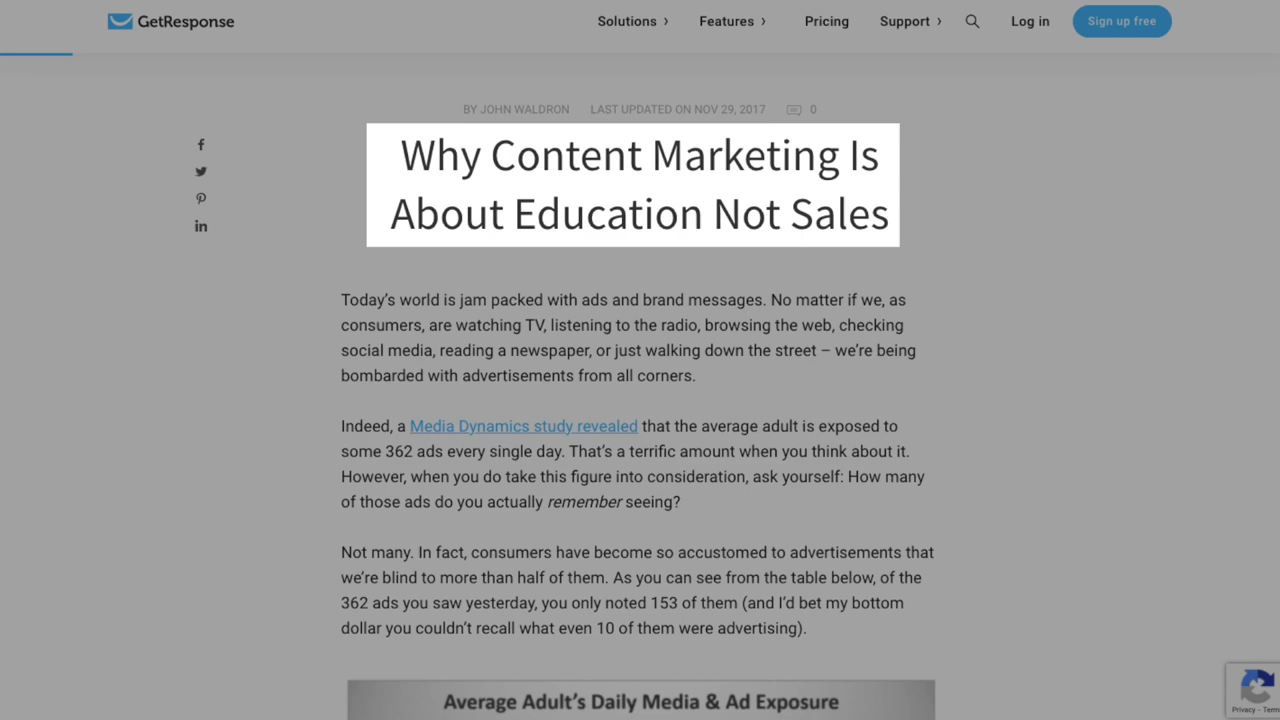 GetResponse
Solutions › Features › Pricing Support › Log in Sign up free
BY JOHN WALDRON LAST UPDATED ON NOV 29, 2017 0
Why Content Marketing Is
About Education Not Sales
Today’s world is jam packed with ads and brand messages. No matter if we, as
consumers, are watching TV, listening to the radio, browsing the web, checking
social media, reading a newspaper, or just walking down the street – we’re being
bombarded with advertisements from all corners.
Indeed, a Media Dynamics study revealed that the average adult is exposed to
some 362 ads every single day. That’s a terrific amount when you think about it.
However, when you do take this figure into consideration, ask yourself: How many
of those ads do you actually remember seeing?
Not many. In fact, consumers have become so accustomed to advertisements that
we’re blind to more than half of them. As you can see from the table below, of the
362 ads you saw yesterday, you only noted 153 of them (and I’d bet my bottom
dollar you couldn’t recall what even 10 of them were advertising).
Average Adult’s Daily Media & Ad Exposure
Privacy - Term